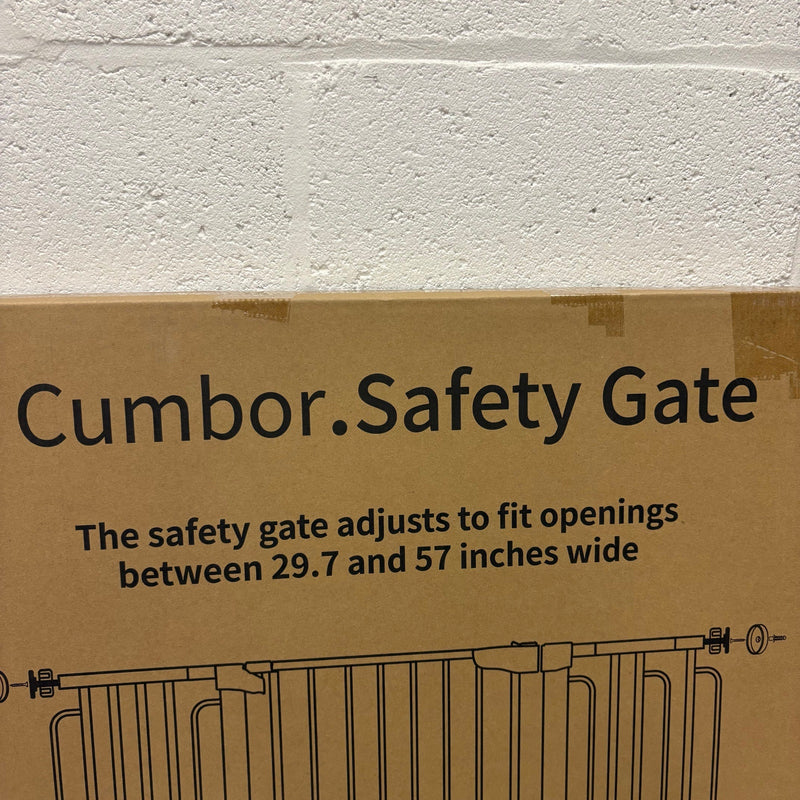 Cumbor.Safety Gate
The safety gate adjusts to fit openings
between 29.7 and 57 inches wide